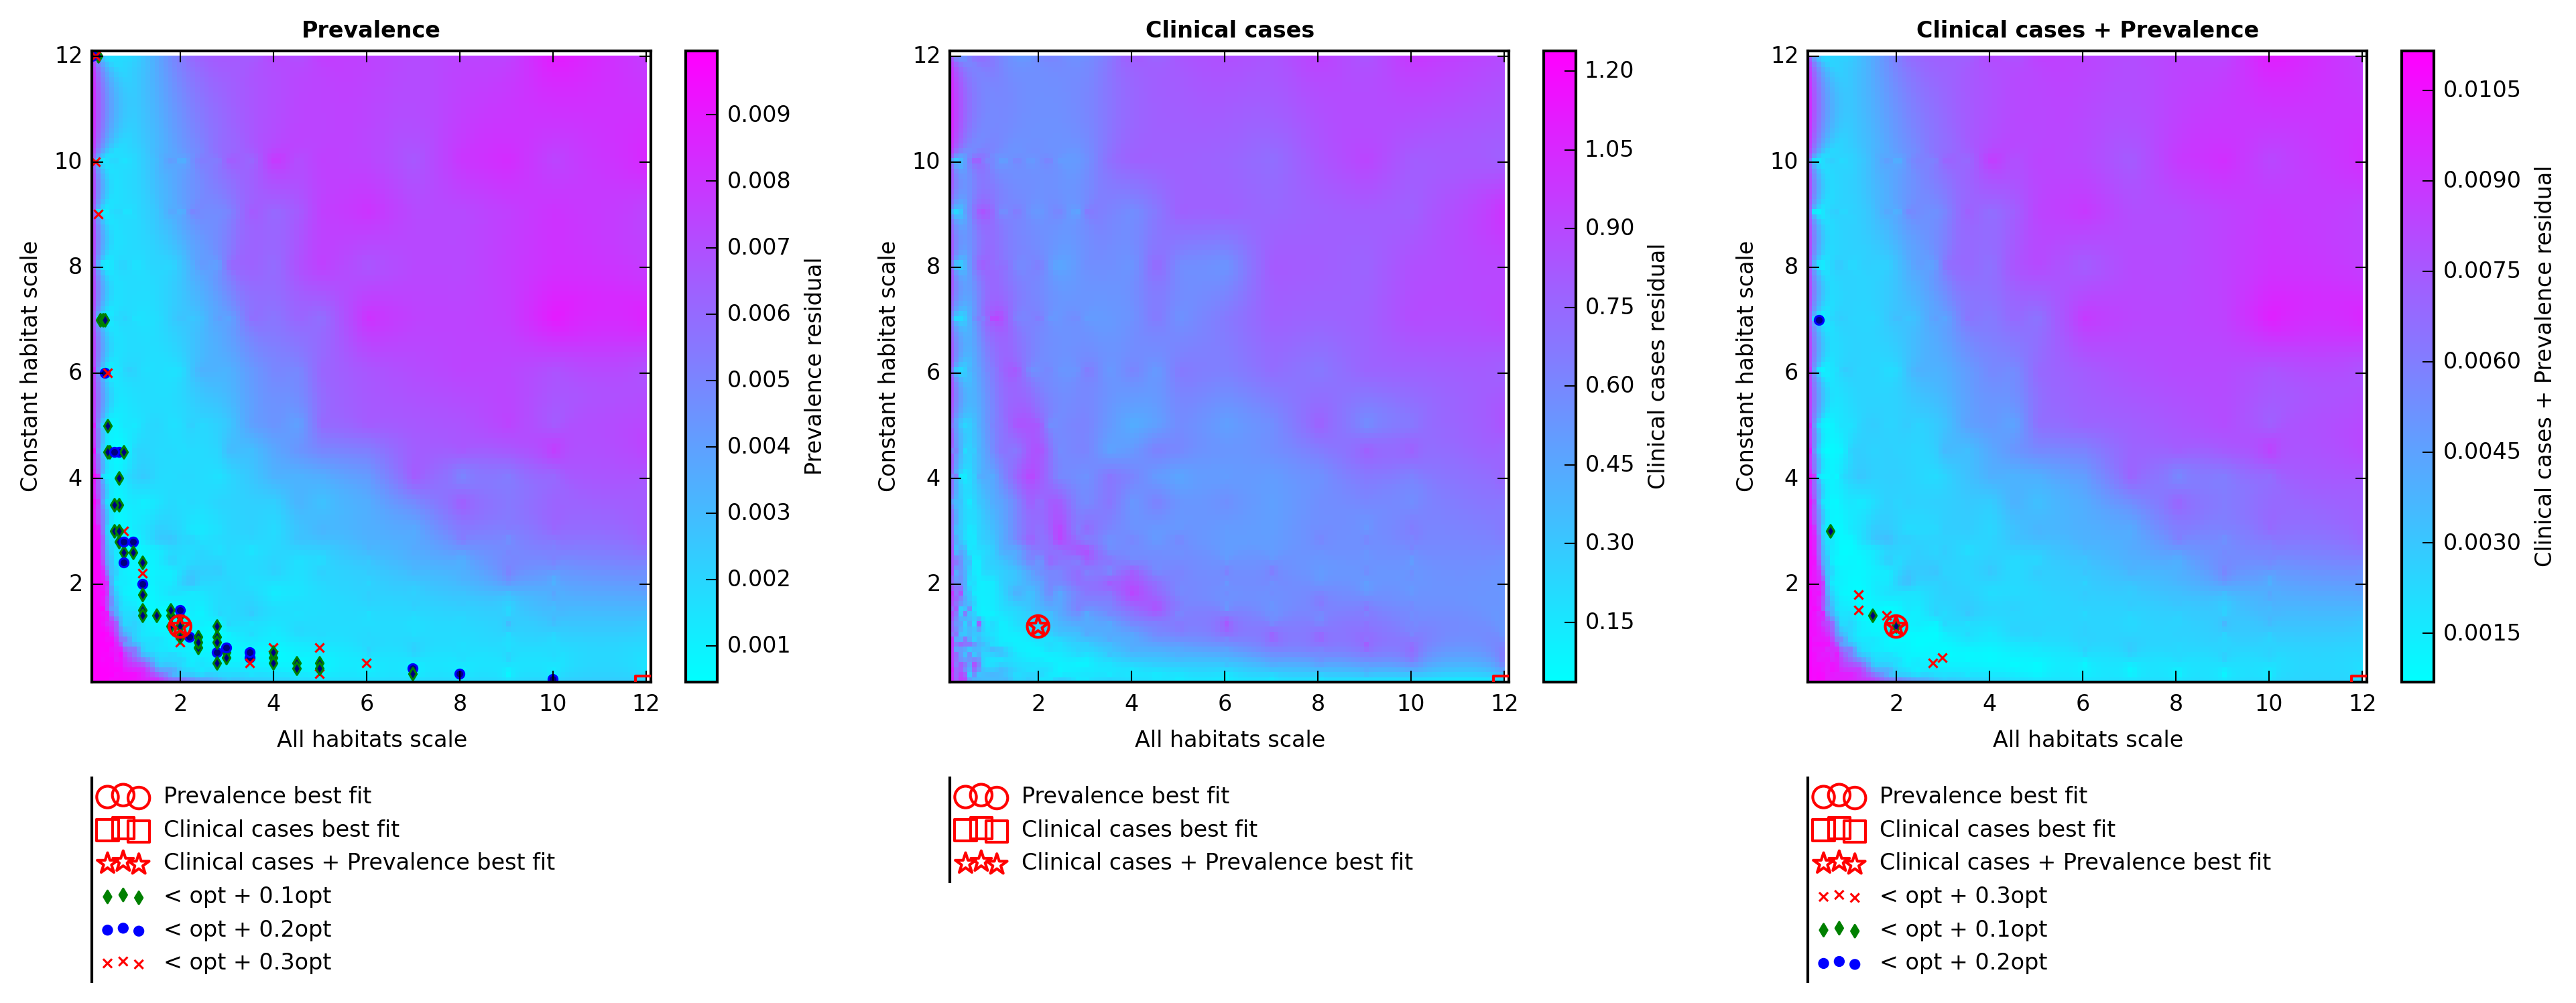 Prevalence
12
10
8
6
4
2
Constant habitat scale
2 4 6 8 10 12
All habitats scale
0.009
0.008
0.007
0.006
0.005
0.004
0.003
0.002
0.001
Prevalence residual
Prevalence best fit
Clinical cases best fit
Clinical cases + Prevalence best fit
< opt + 0.1opt
< opt + 0.2opt
< opt + 0.3opt
Clinical cases
12
10
8
6
4
2
Constant habitat scale
2 4 6 8 10 12
All habitats scale
1.20
1.05
0.90
0.75
0.60
0.45
0.30
0.15
Clinical cases residual
Prevalence best fit
Clinical cases best fit
Clinical cases + Prevalence best fit
Clinical cases + Prevalence
12
10
8
6
4
2
Constant habitat scale
2 4 6 8 10 12
All habitats scale
0.0105
0.0090
0.0075
0.0060
0.0045
0.0030
0.0015
Clinical cases + Prevalence residual
Prevalence best fit
Clinical cases best fit
Clinical cases + Prevalence best fit
< opt + 0.3opt
< opt + 0.1opt
< opt + 0.2opt